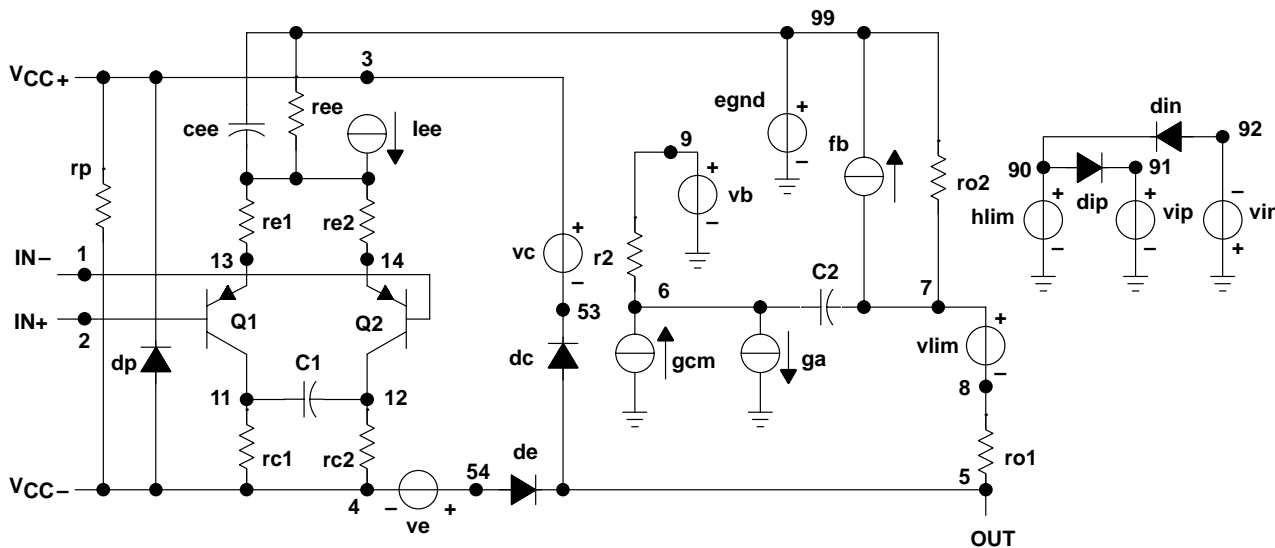 99
3
VCC+
cee
ree
Iee
egnd
fb
din
92
9
rp
vb
ro2
90
91
dip
hlim
vip
vin
re1
re2
1
IN−
13
14
vc
r2
C2
6
7
IN+
2
Q1
Q2
53
dp
C1
dc
gcm
ga
vlim
8
11
12
rc1
rc2
de
ro1
VCC−
54
5
4
ve
OUT